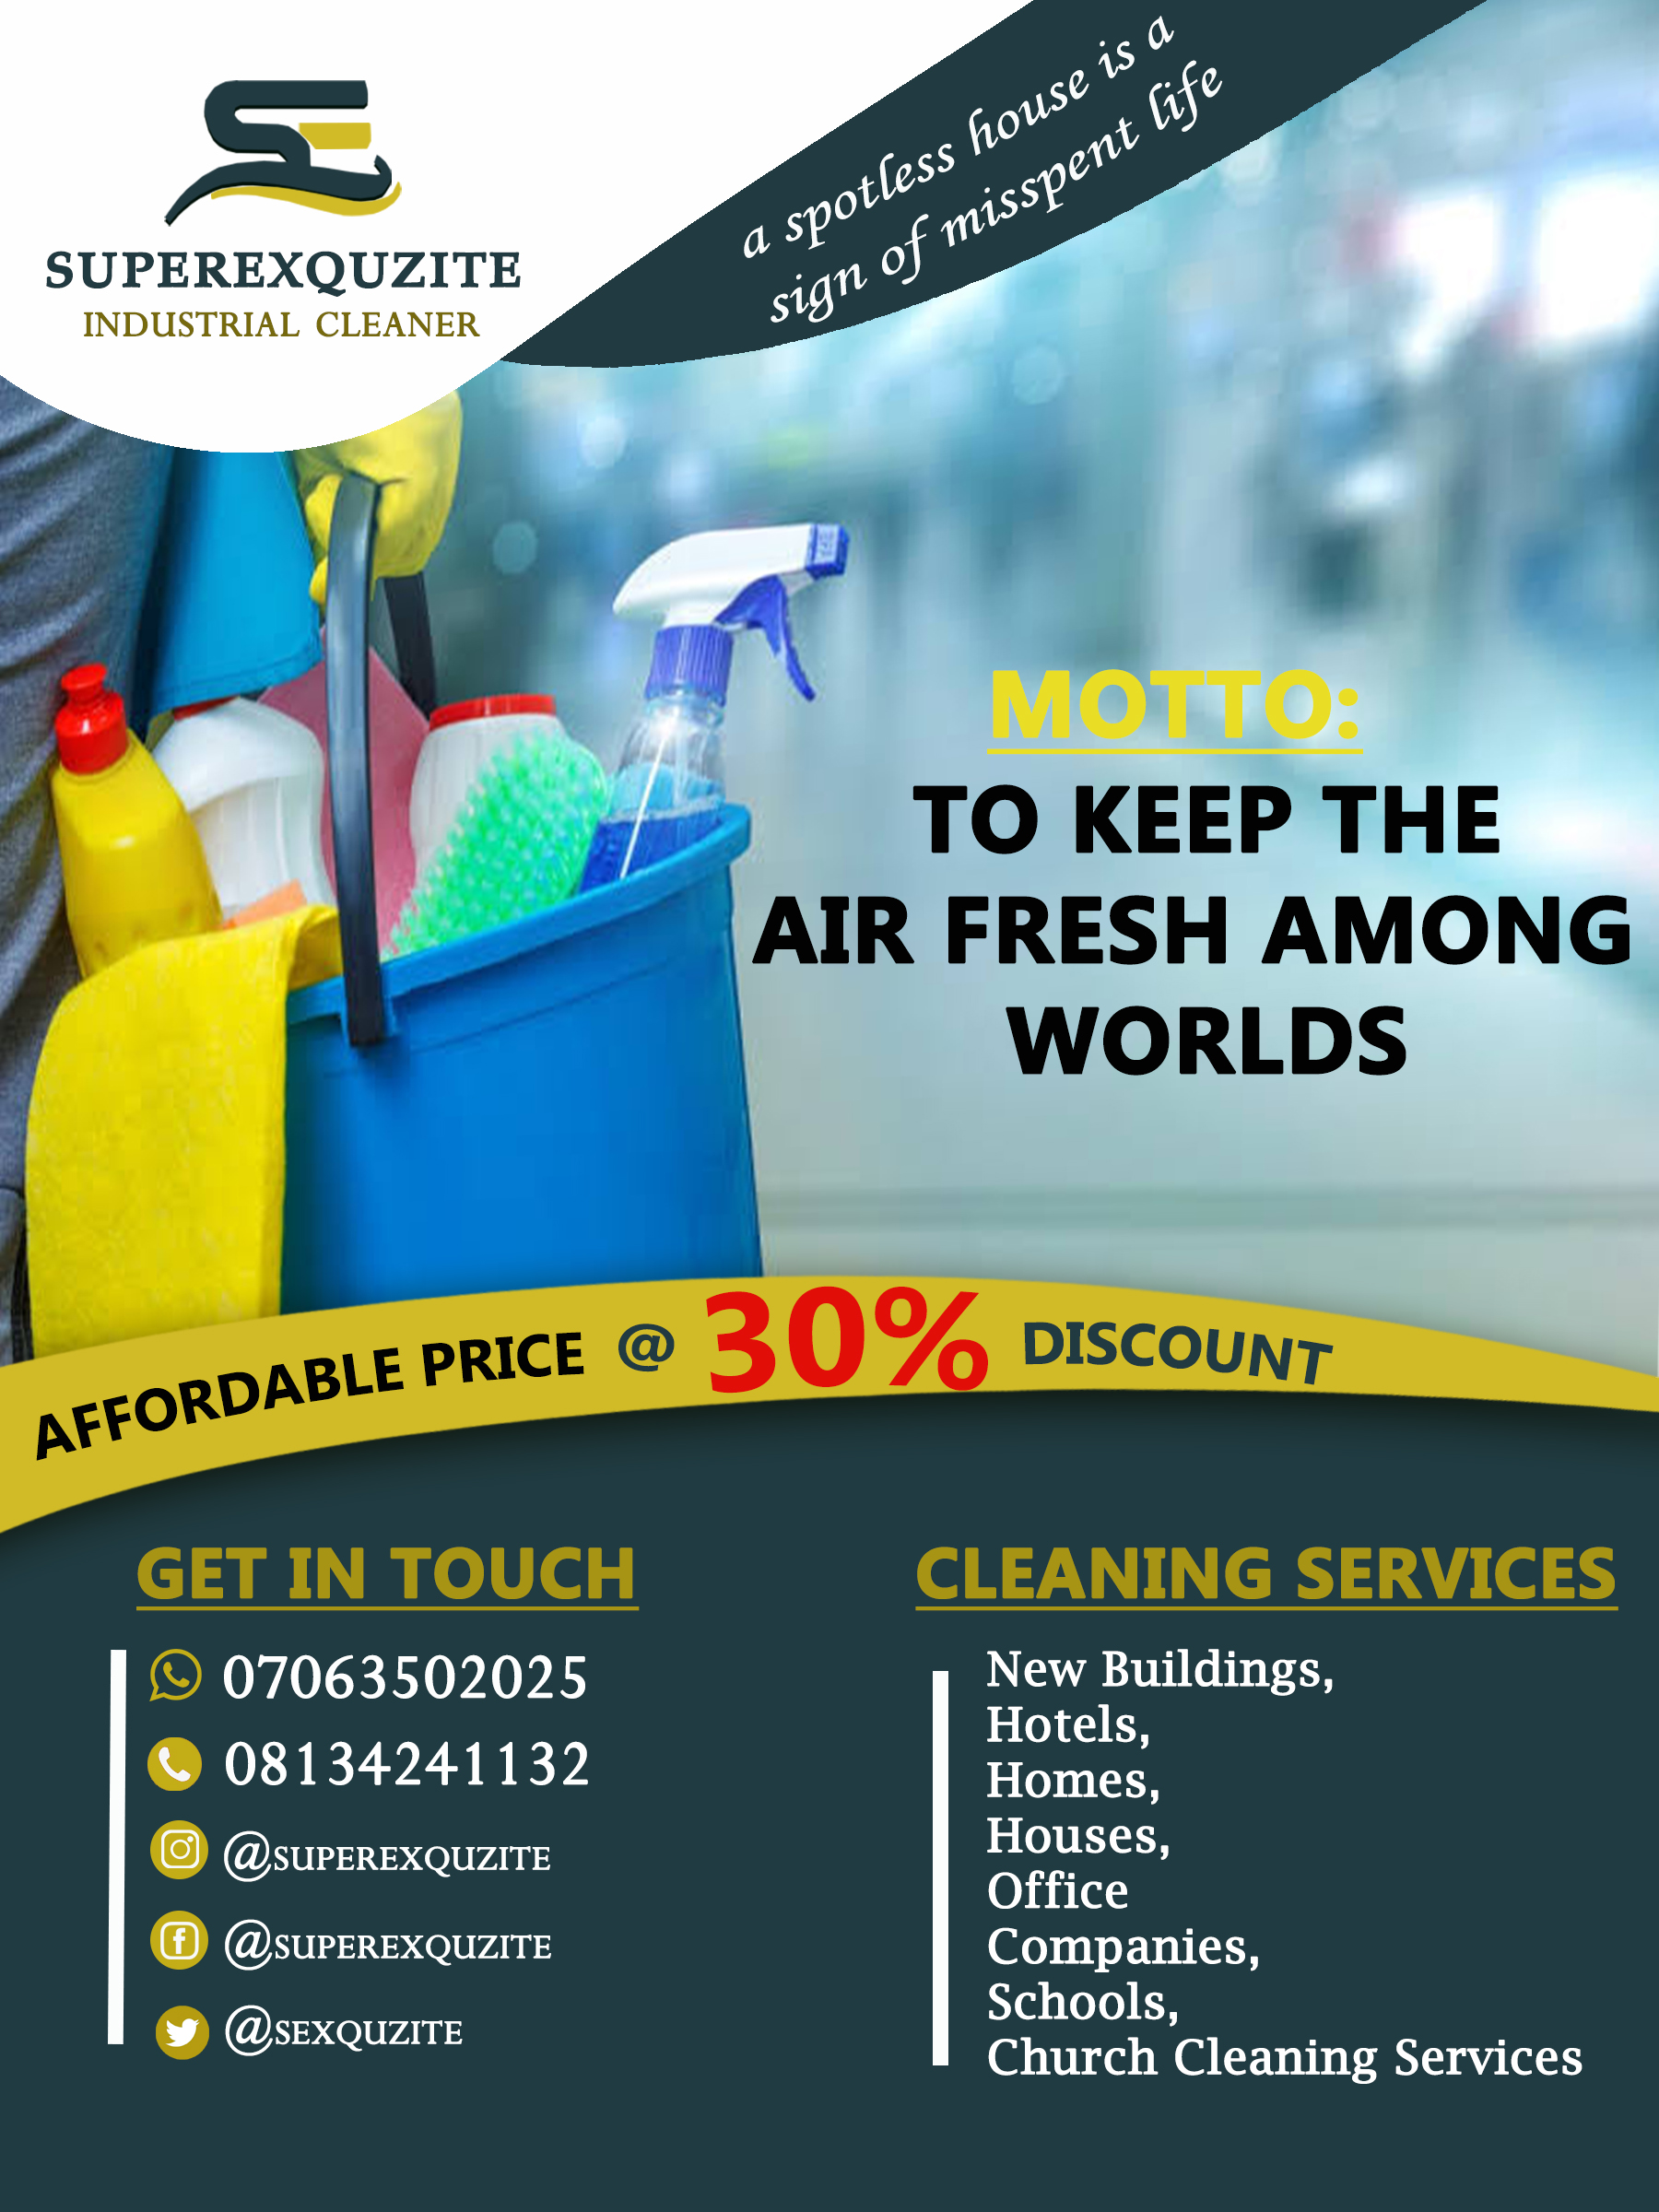 SE
SUPEREXQUZITE
INDUSTRIAL CLEANER
a spotless house is a
sign of misspent life
MOTTO:
TO KEEP THE
AIR FRESH AMONG
WORLDS
AFFORDABLE PRICE @ 30% DISCOUNT
GET IN TOUCH
07063502025
08134241132
@SUPEREXQUZITE
@SUPEREXQUZITE
@SEXQUZITE
CLEANING SERVICES
New Buildings,
Hotels,
Homes,
Houses,
Office
Companies,
Schools,
Church Cleaning Services